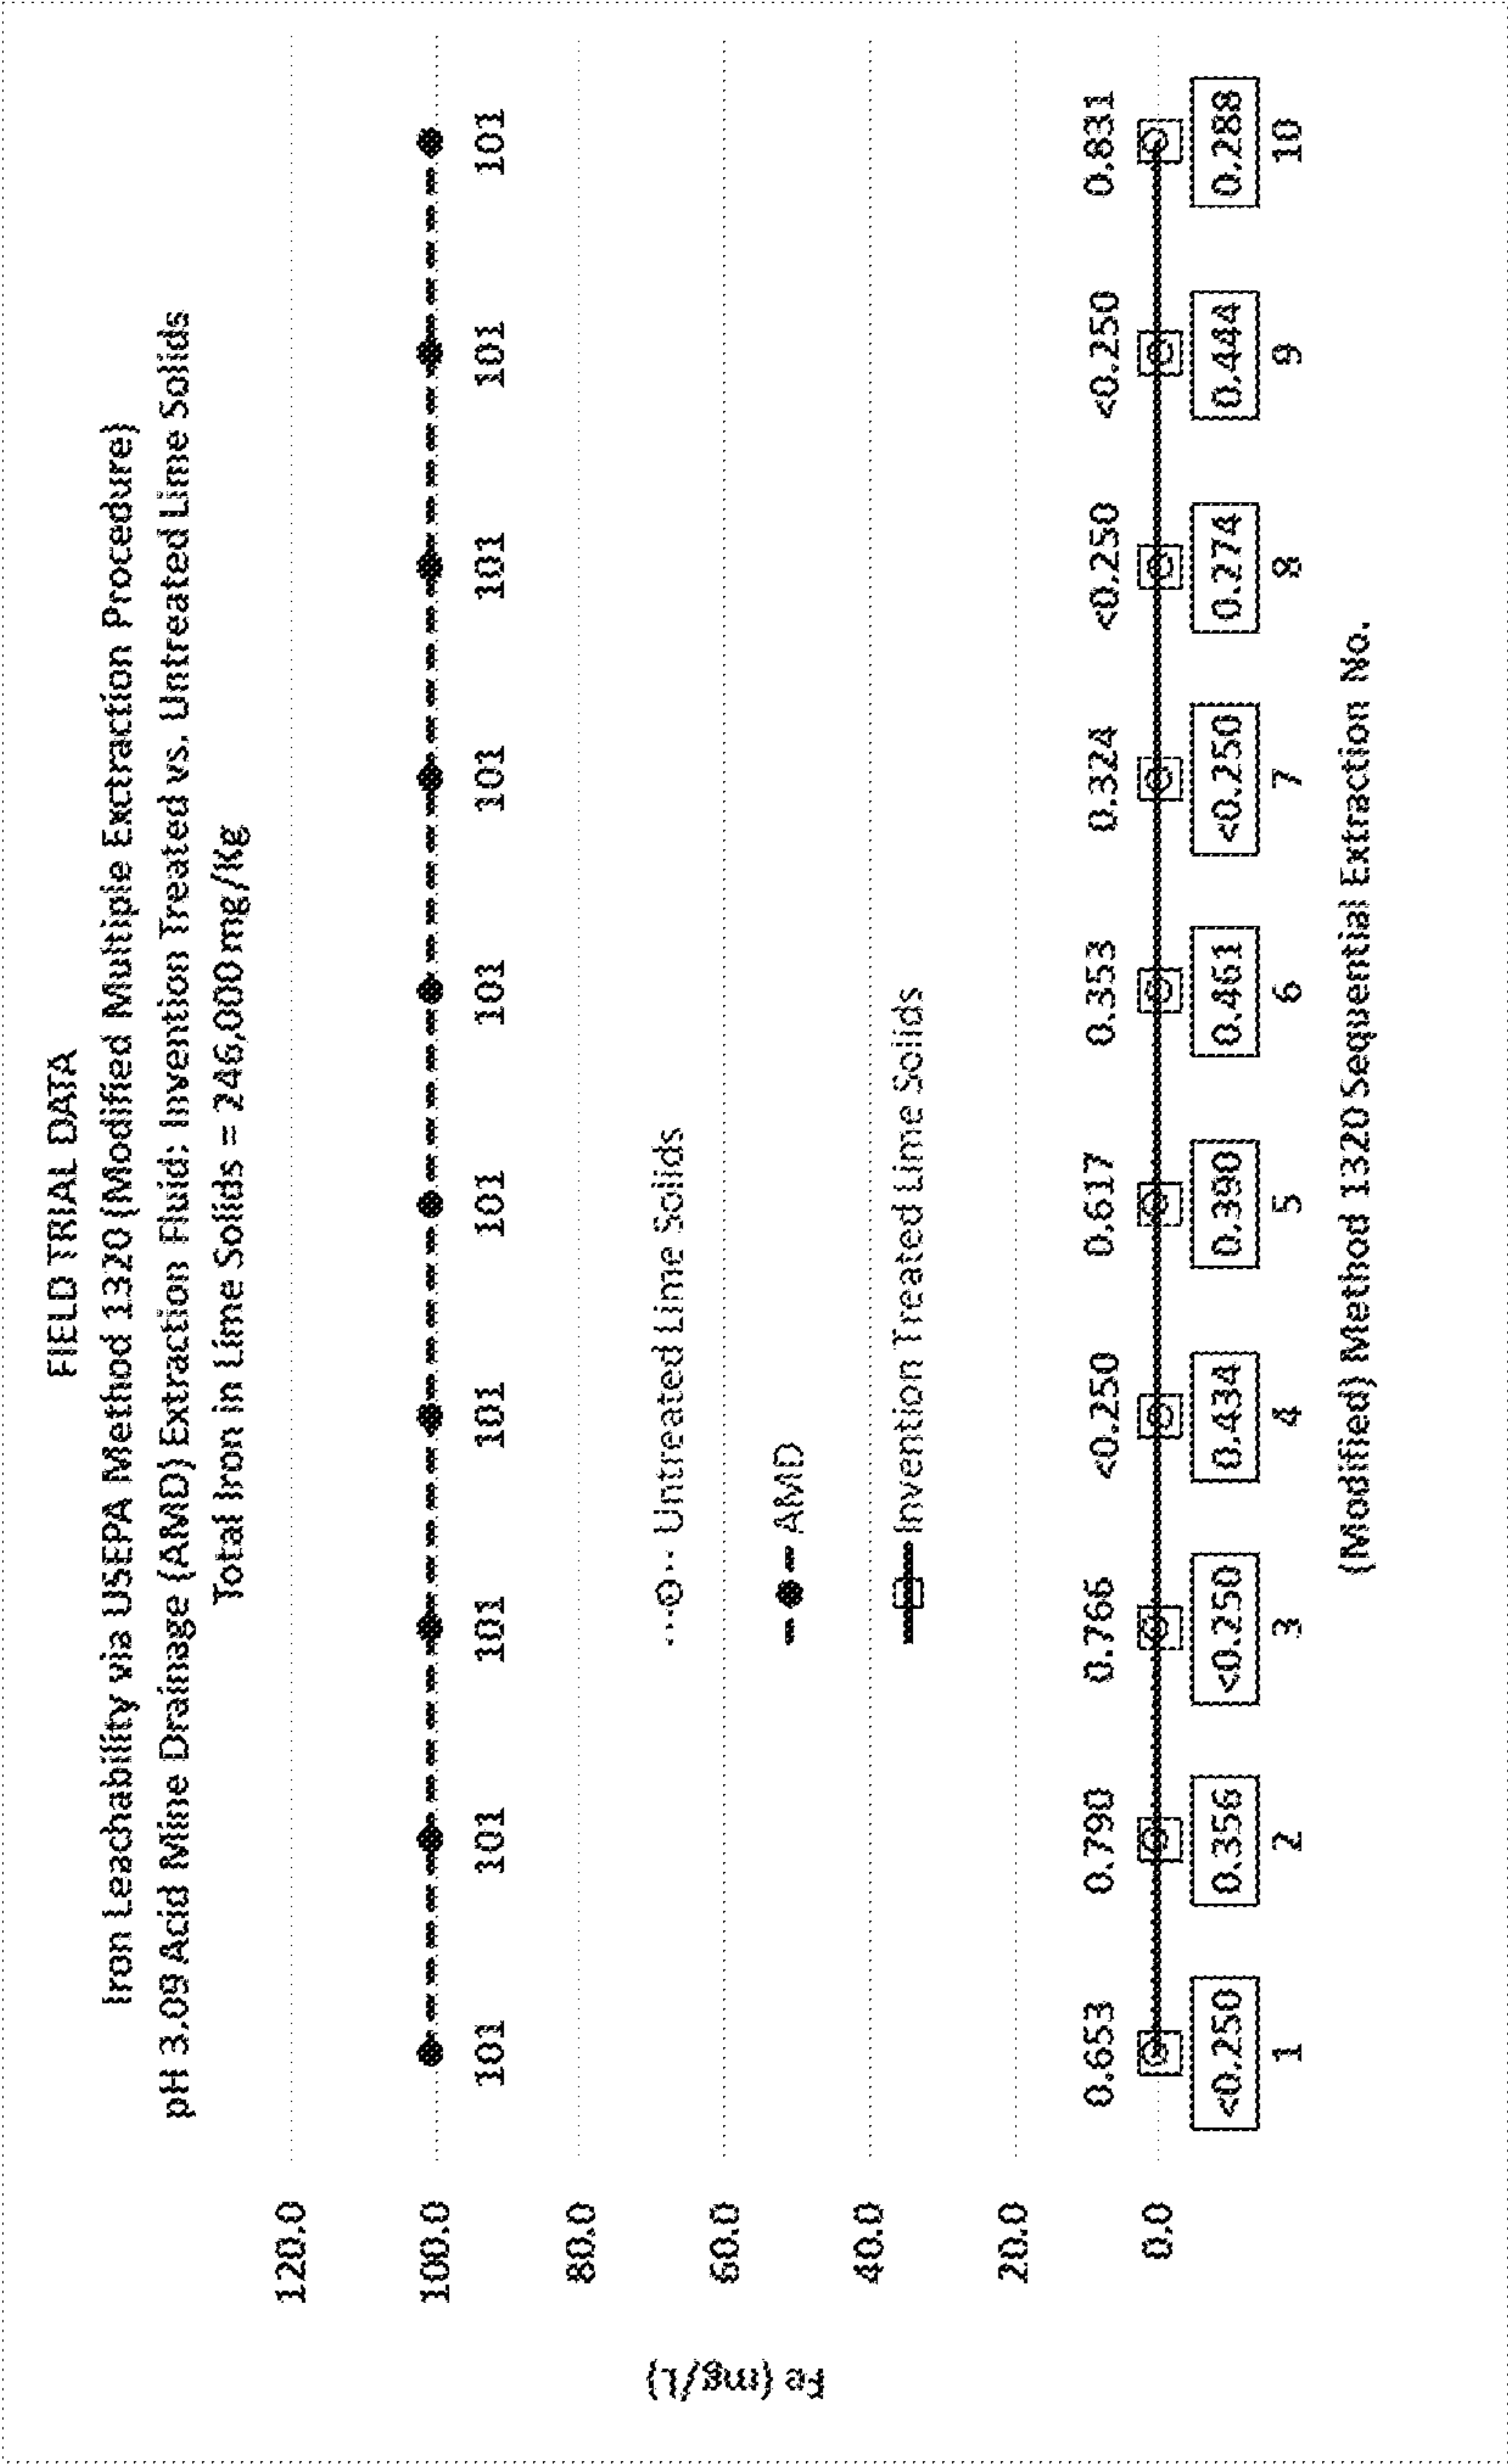 FIELD TRIAL DATA
Iron Leachability via USEPA Method 1320 (Modified Multiple Exctraction Procedure)
pH 3.09 Acid Mine Drainage (AMD) Extraction Fluid: Invention Treated vs. Untreated Lime Solids
Total Iron in Lime Solids = 246,000 mg/Kg
Fe (mg/L)
120.0
100.0
80.0
60.0
40.0
20.0
0.0
101 101 101 101 101 101 101 101 101 101
Untreated Lime Solids
AMD
Invention Treated Lime Solids
0.653 0.790 0.766 <0.250 0.617 0.353 0.324 <0.250 <0.250 0.831
<0.250 0.356 <0.250 0.434 0.390 0.461 <0.250 0.274 0.444 0.288
1 2 3 4 5 6 7 8 9 10
(Modified) Method 1320 Sequential Extraction No.